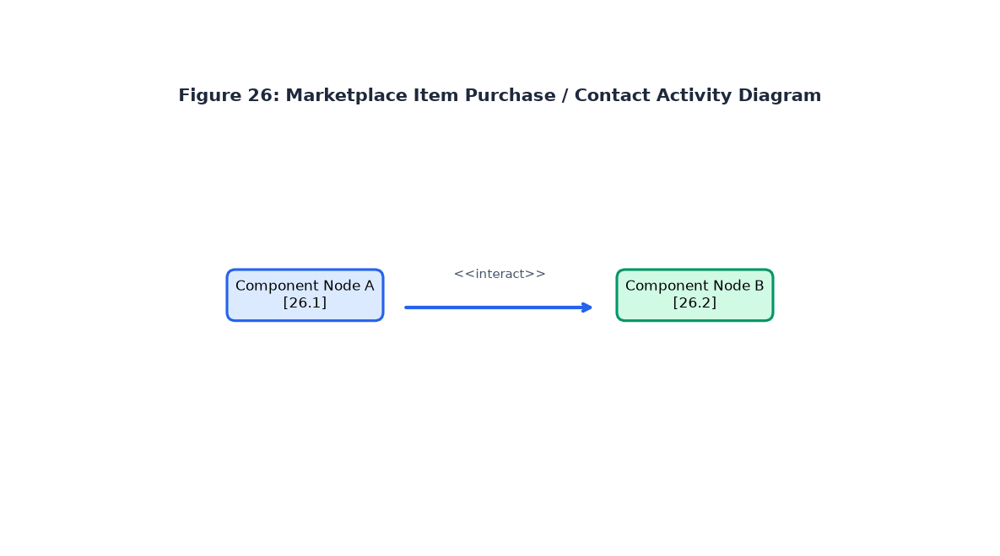 Figure 26: Marketplace Item Purchase / Contact Activity Diagram
<<interact>>
Component Node A
[26.1]
Component Node B
[26.2]